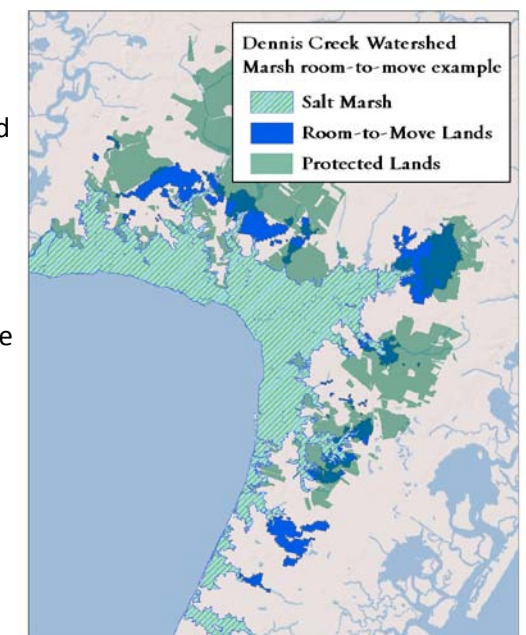 Dennis Creek Watershed
Marsh room-to-move example
Salt Marsh
Room-to-Move Lands
Protected Lands
d
e